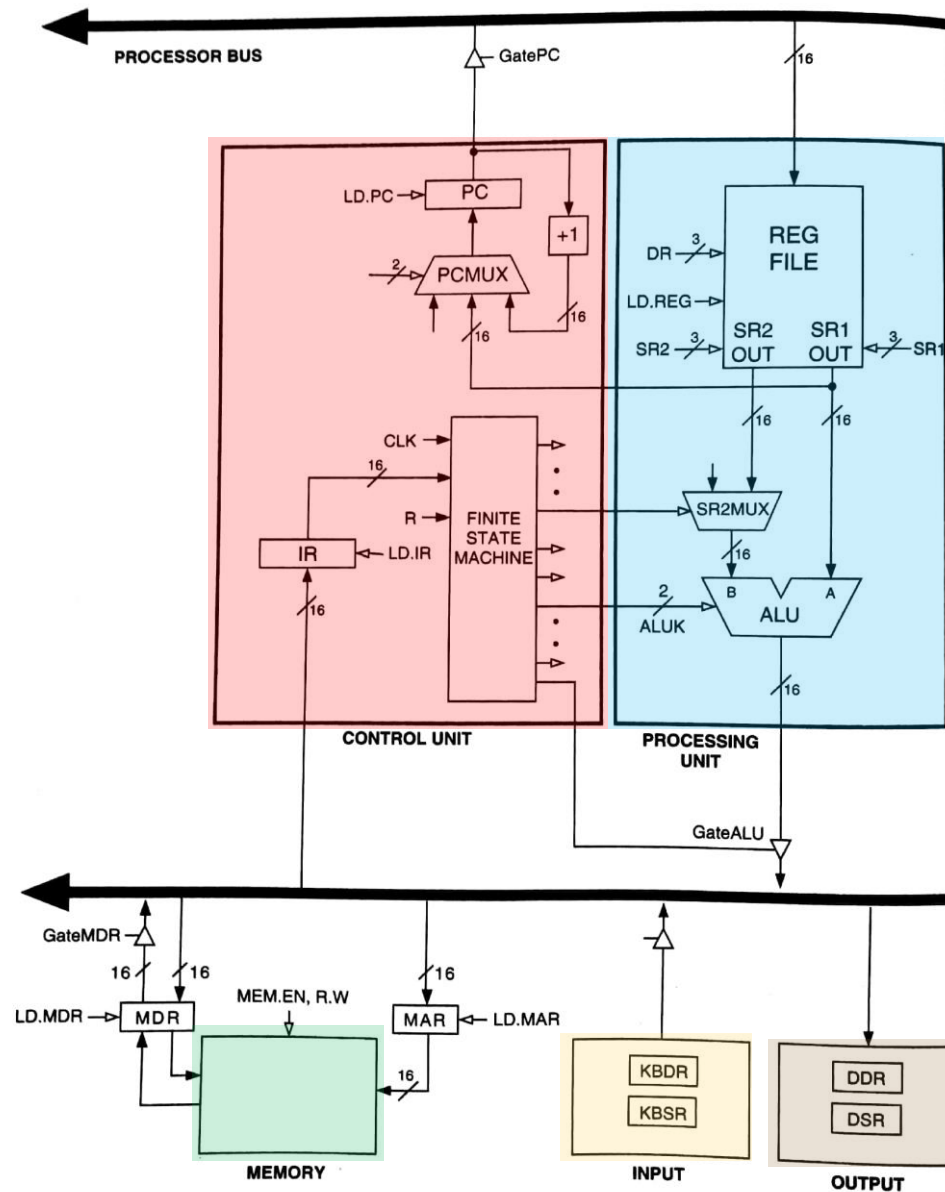 PROCESSOR BUS
GatePC
16
LD.PC
PC
+1
2
PCMUX
16
16
REG
FILE
DR
3
LD.REG
SR2
3
SR2
OUT
SR1
OUT
3
SR1
16
16
CLK
16
R
IR
LD.IR
16
FINITE
STATE
MACHINE
SR2MUX
16
B
A
ALU
2
ALUK
16
CONTROL UNIT
PROCESSING
UNIT
GateALU
GateMDR
16
16
16
LD.MDR
MDR
MEM.EN, R.W
MAR
LD.MAR
16
KBDR
KBSR
DDR
DSR
MEMORY
INPUT
OUTPUT